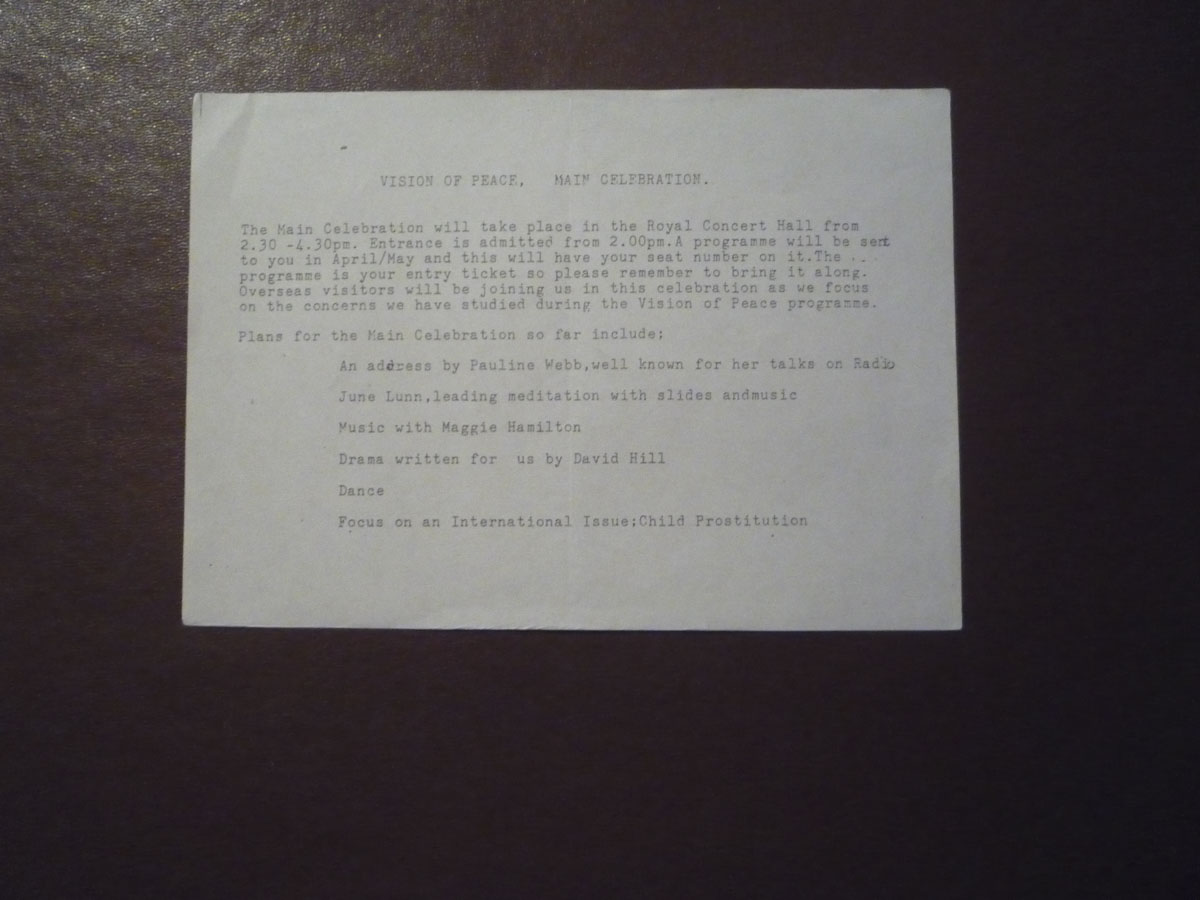 VISION OF PEACE,   MAIN CELEBRATION.
The Main Celebration will take place in the Royal Concert Hall from
2.30 -4.30pm. Entrance is admitted from 2.00pm.A programme will be sent
to you in April/May and this will have your seat number on it.The ..
programme is your entry ticket so please remember to bring it along.
Overseas visitors will be joining us in this celebration as we focus
on the concerns we have studied during the Vision of Peace programme.
Plans for the Main Celebration so far include;
An address by Pauline Webb,well known for her talks on Radio
June Lunn,leading meditation with slides andmusic
Music with Maggie Hamilton
Drama written for  us by David Hill
Dance
Focus on an International Issue;Child Prostitution